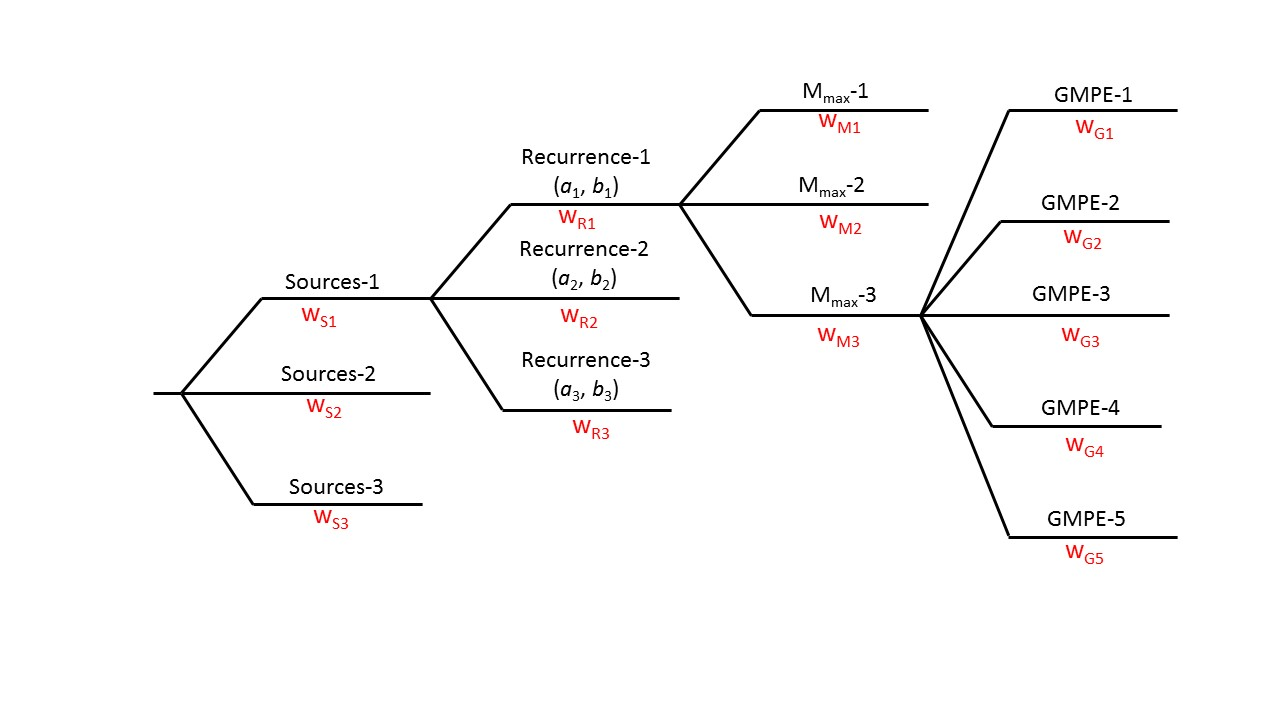 Sources-1
wS1
Sources-2
wS2
Sources-3
wS3
Recurrence-1
(a1, b1)
wR1
Recurrence-2
(a2, b2)
wR2
Recurrence-3
(a3, b3)
wR3
Mmax-1
wM1
Mmax-2
wM2
Mmax-3
wM3
GMPE-1
wG1
GMPE-2
wG2
GMPE-3
wG3
GMPE-4
wG4
GMPE-5
wG5